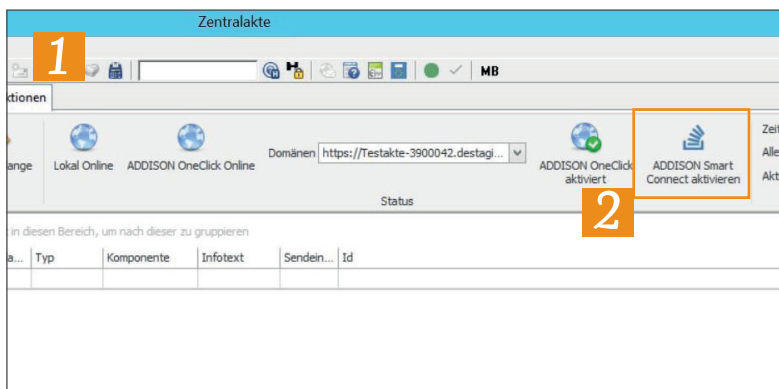 Zentralakte
1
MB
ktionen
ange
Lokal Online
ADDISON OneClick Online
Domänen
https://Testakte-3900042.destagi...
ADDISON OneClick
aktiviert
ADDISON Smart
Connect aktivieren
Zeit
Alle
Akt
Status
2
t in diesen Bereich, um nach dieser zu gruppieren
a...
Typ
Komponente
Infotext
Sendein...
Id